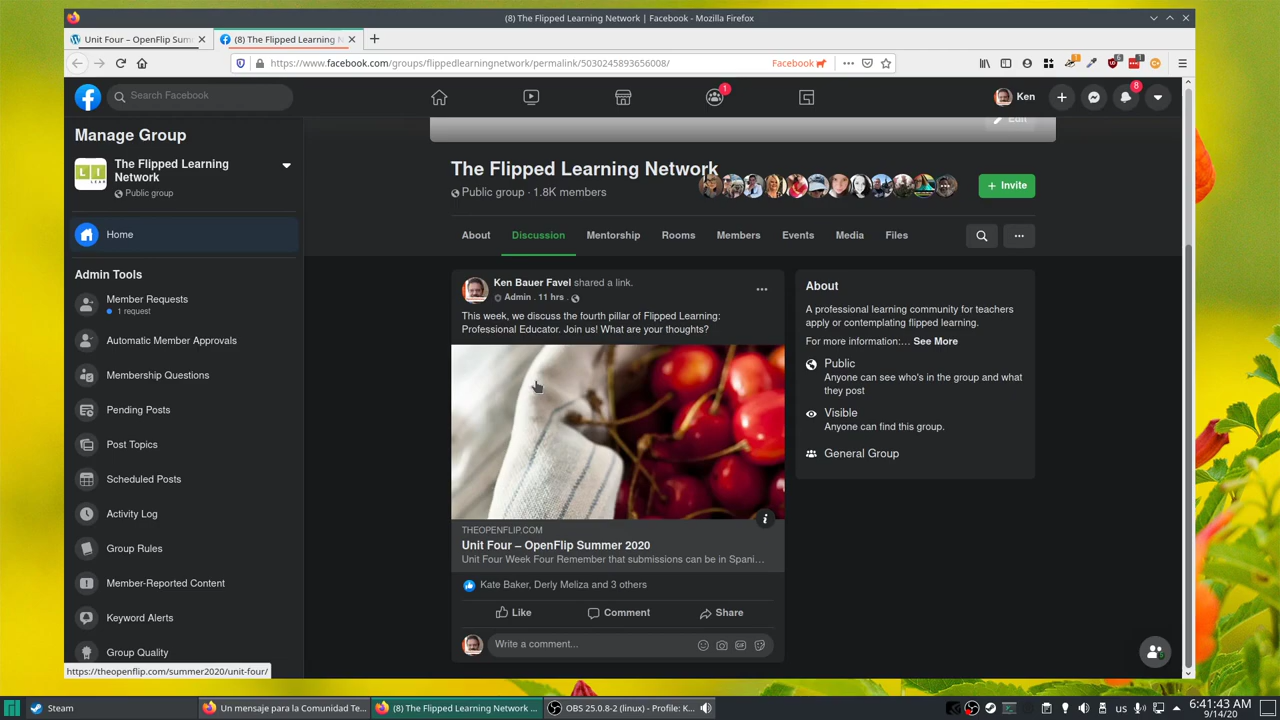 (8) The Flipped Learning Network | Facebook - Mozilla Firefox
Unit Four – OpenFlip Sum
(8) The Flipped Learning N
https://www.facebook.com/groups/flippedlearningnetwork/permalink/5030245893656008/
Facebook
Search Facebook
1
Ken
8
Manage Group
The Flipped Learning
Network
Public group
Home
Admin Tools
Member Requests
1 request
Automatic Member Approvals
Membership Questions
Pending Posts
Post Topics
Scheduled Posts
Activity Log
Group Rules
Member-Reported Content
Keyword Alerts
Group Quality
https://theopenflip.com/summer2020/unit-four/
Edit
The Flipped Learning Network
Public group · 1.8K members
+ Invite
About
Discussion
Mentorship
Rooms
Members
Events
Media
Files
Ken Bauer Favel shared a link.
Admin · 11 hrs ·
This week, we discuss the fourth pillar of Flipped Learning:
Professional Educator. Join us! What are your thoughts?
THEOPENFLIP.COM
Unit Four – OpenFlip Summer 2020
Unit Four Week Four Remember that submissions can be in Spani…
Kate Baker, Derly Meliza and 3 others
Like
Comment
Share
Write a comment…
About
A professional learning community for teachers
apply or contemplating flipped learning.
For more information:… See More
Public
Anyone can see who's in the group and what
they post
Visible
Anyone can find this group.
General Group
Steam
Un mensaje para la Comunidad Te...
(8) The Flipped Learning Network ...
OBS 25.0.8-2 (linux) - Profile: K...
6:41:43 AM
9/14/20